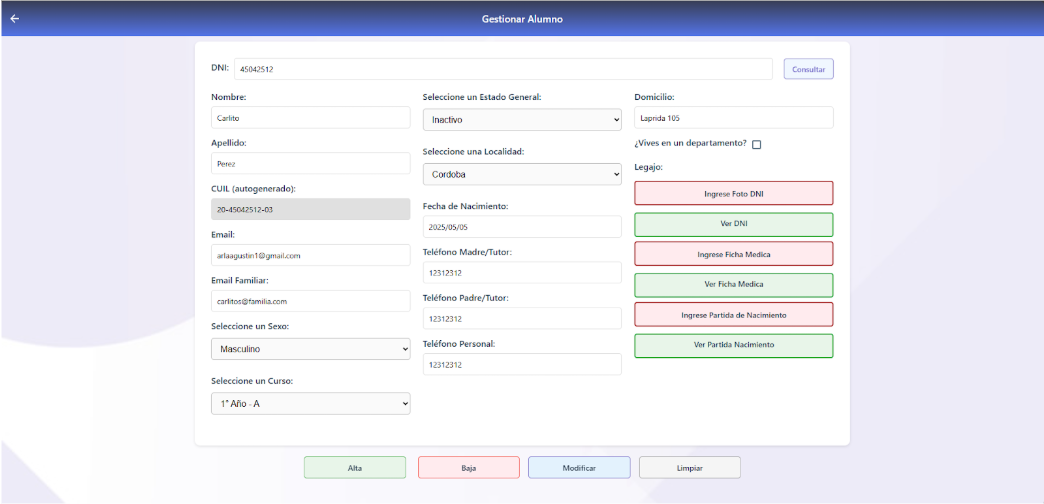 Gestionar Alumno
DNI: 45042512 Consultar
Nombre:
Carlito
Apellido:
Perez
CUIL (autogenerado):
20-45042512-03
Email:
arlaagustin1@gmail.com
Email Familiar:
carlitos@familia.com
Seleccione un Sexo:
Masculino
Seleccione un Curso:
1° Año - A
Seleccione un Estado General:
Inactivo
Seleccione una Localidad:
Cordoba
Fecha de Nacimiento:
2025/05/05
Teléfono Madre/Tutor:
12312312
Teléfono Padre/Tutor:
12312312
Teléfono Personal:
12312312
Domicilio:
Laprida 105
¿Vives en un departamento?
Legajo:
Ingrese Foto DNI
Ver DNI
Ingrese Ficha Medica
Ver Ficha Medica
Ingrese Partida de Nacimiento
Ver Partida Nacimiento
Alta Baja Modificar Limpiar